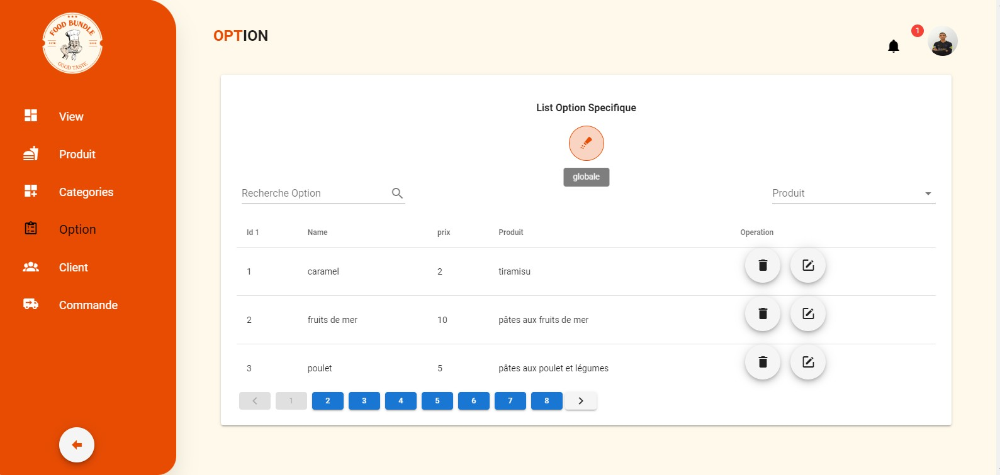 FOOD BUNDLE
GOOD TASTE
View
Produit
Categories
Option
Client
Commande
OPTION
1
List Option Specifique
globale
Recherche Option
Produit
Id 1 Name prix Produit Operation
1 caramel 2 tiramisu
2 fruits de mer 10 pâtes aux fruits de mer
3 poulet 5 pâtes aux poulet et légumes
1 2 3 4 5 6 7 8